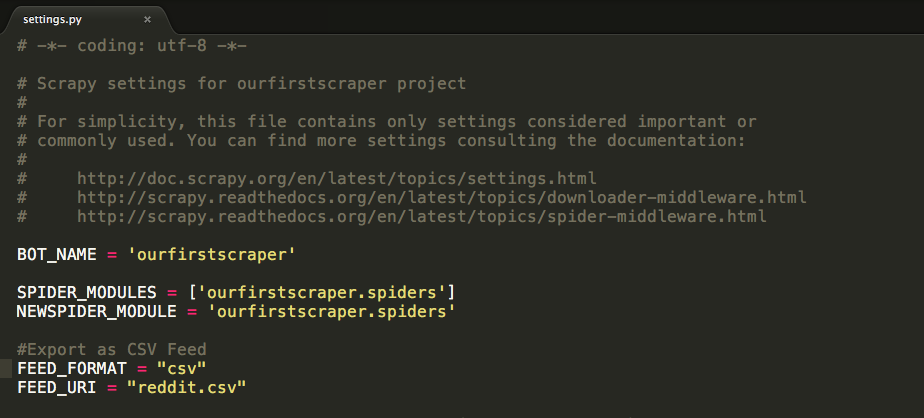 settings.py ×
# -*- coding: utf-8 -*-
# Scrapy settings for ourfirstscraper project
#
# For simplicity, this file contains only settings considered important or
# commonly used. You can find more settings consulting the documentation:
#
#     http://doc.scrapy.org/en/latest/topics/settings.html
#     http://scrapy.readthedocs.org/en/latest/topics/downloader-middleware.html
#     http://scrapy.readthedocs.org/en/latest/topics/spider-middleware.html
BOT_NAME = 'ourfirstscraper'
SPIDER_MODULES = ['ourfirstscraper.spiders']
NEWSPIDER_MODULE = 'ourfirstscraper.spiders'
#Export as CSV Feed
FEED_FORMAT = "csv"
FEED_URI = "reddit.csv"